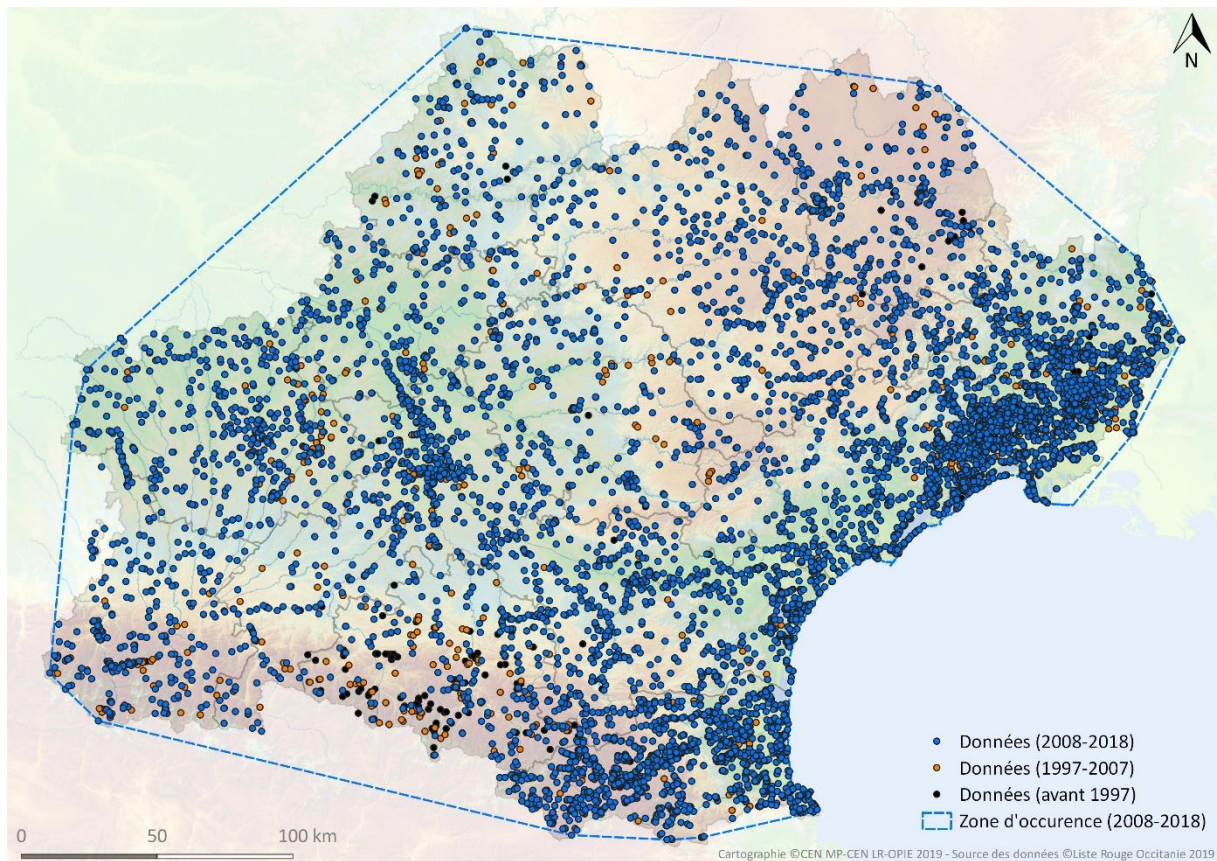 N
Données (2008-2018)
Données (1997-2007)
Données (avant 1997)
Zone d'occurence (2008-2018)
0 50 100 km
Cartographie ©CEN MP-CEN LR-OPIE 2019 - Source des données ©Liste Rouge Occitanie 2019